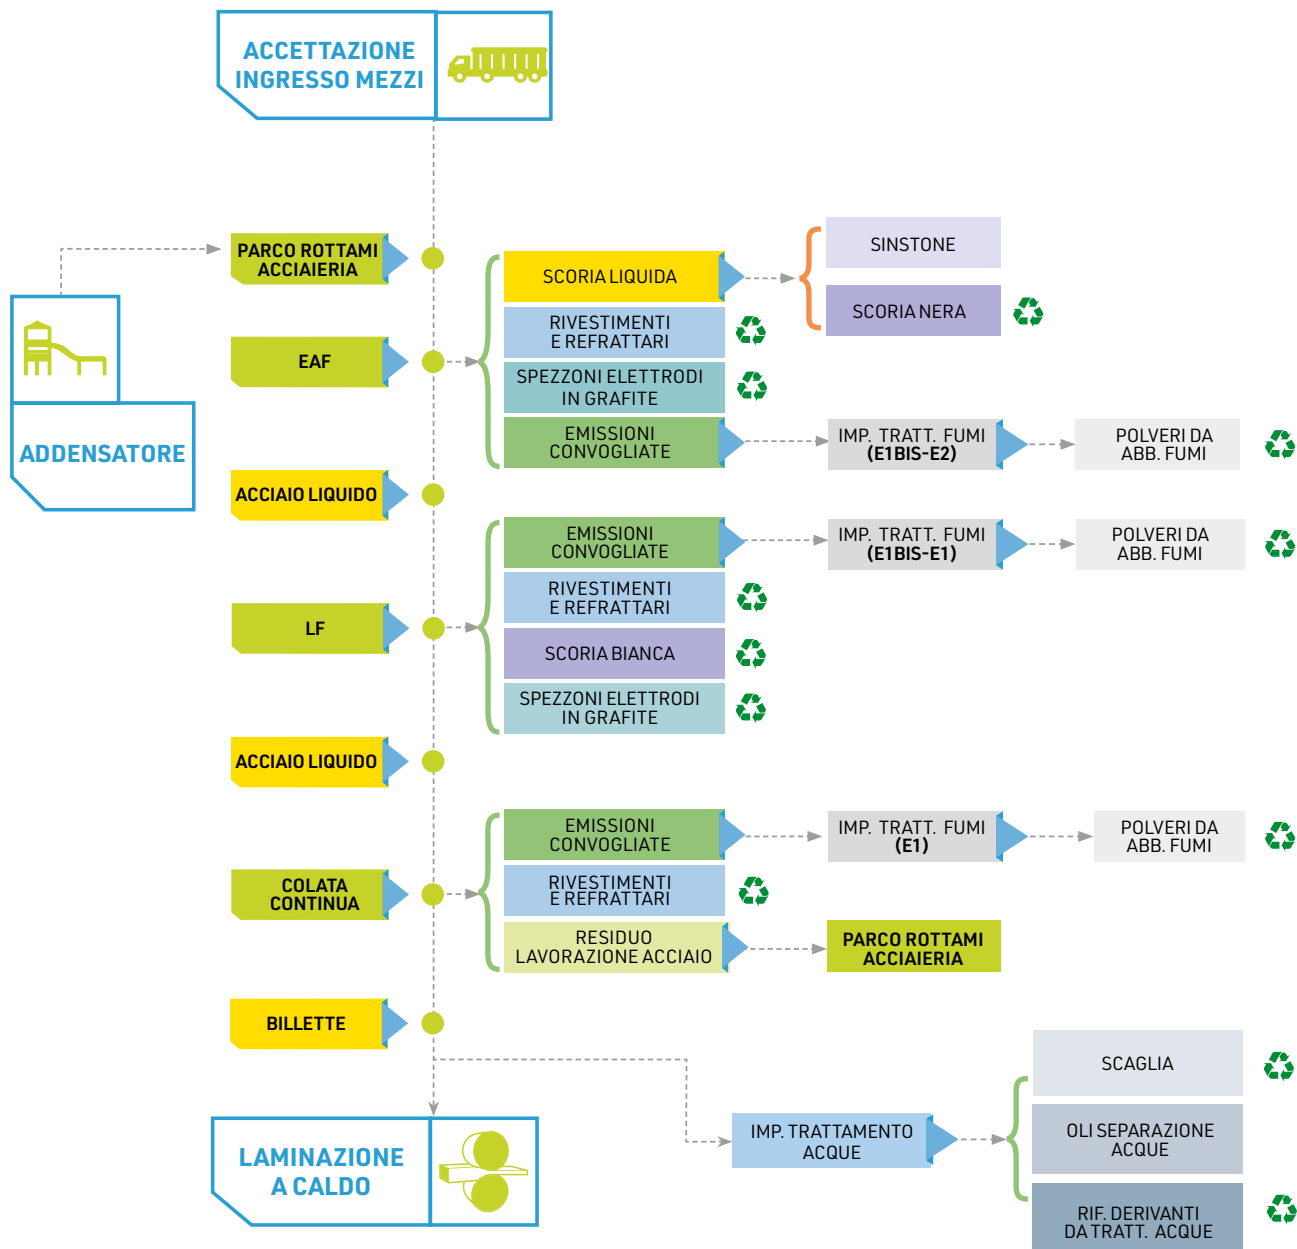 ACCETTAZIONE
INGRESSO MEZZI
PARCO ROTTAMI
ACCIAIERIA
ADDENSATORE
EAF
SCORIA LIQUIDA
SINSTONE
SCORIA NERA
RIVESTIMENTI
E REFRATTARI
SPEZZONI ELETTRODI
IN GRAFITE
EMISSIONI
CONVOGLIATE
IMP. TRATT. FUMI
(E1BIS-E2)
POLVERI DA
ABB. FUMI
ACCIAIO LIQUIDO
LF
EMISSIONI
CONVOGLIATE
IMP. TRATT. FUMI
(E1BIS-E1)
POLVERI DA
ABB. FUMI
RIVESTIMENTI
E REFRATTARI
SCORIA BIANCA
SPEZZONI ELETTRODI
IN GRAFITE
ACCIAIO LIQUIDO
COLATA
CONTINUA
EMISSIONI
CONVOGLIATE
IMP. TRATT. FUMI
(E1)
POLVERI DA
ABB. FUMI
RIVESTIMENTI
E REFRATTARI
RESIDUO
LAVORAZIONE ACCIAIO
PARCO ROTTAMI
ACCIAIERIA
BILLETTE
LAMINAZIONE
A CALDO
IMP. TRATTAMENTO
ACQUE
SCAGLIA
OLI SEPARAZIONE
ACQUE
RIF. DERIVANTI
DA TRATT. ACQUE